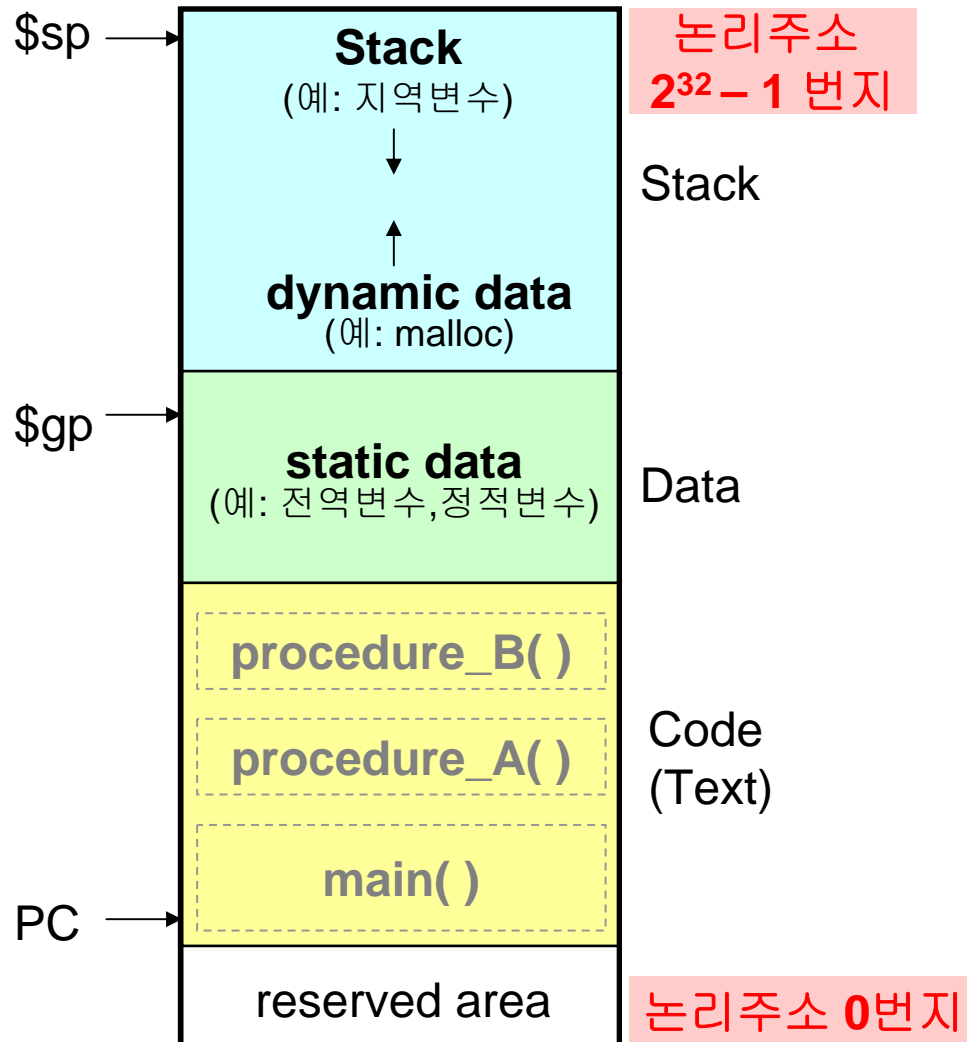 $sp
Stack
(예: 지역변수)
논리주소
2³² – 1 번지
Stack
dynamic data
(예: malloc)
$gp
static data
(예: 전역변수,정적변수)
Data
procedure_B( )
procedure_A( )
Code
(Text)
main( )
PC
reserved area
논리주소 0번지